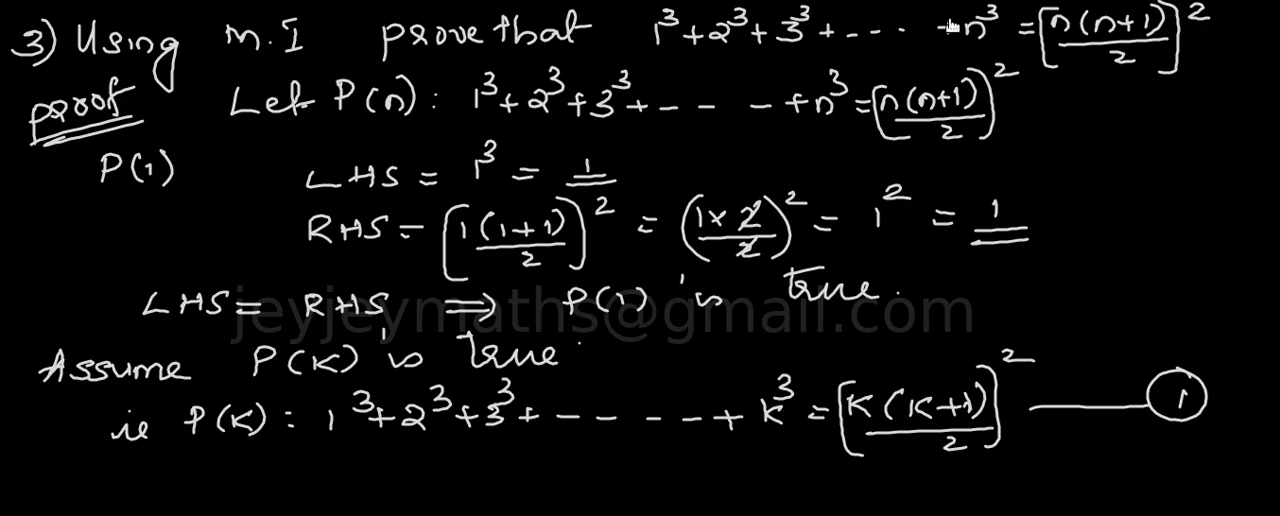 3) Using M.I prove that 1³+2³+3³+---- +n³ = [n(n+1)/2]²
proof Let P(n): 1³+2³+3³+-- - +n³ = [n(n+1)/2]²
P(1) LHS = 1³ = 1
RHS = [1(1+1)/2]² = (1×2/2)² = 1² = 1
LHS = RHS ⟹ P(1) is true.
jeyjeymaths@gmail.com
Assume P(K) is true.
ie P(K): 1³+2³+3³+-----+ K³ = [K(K+1)/2]² —— 1